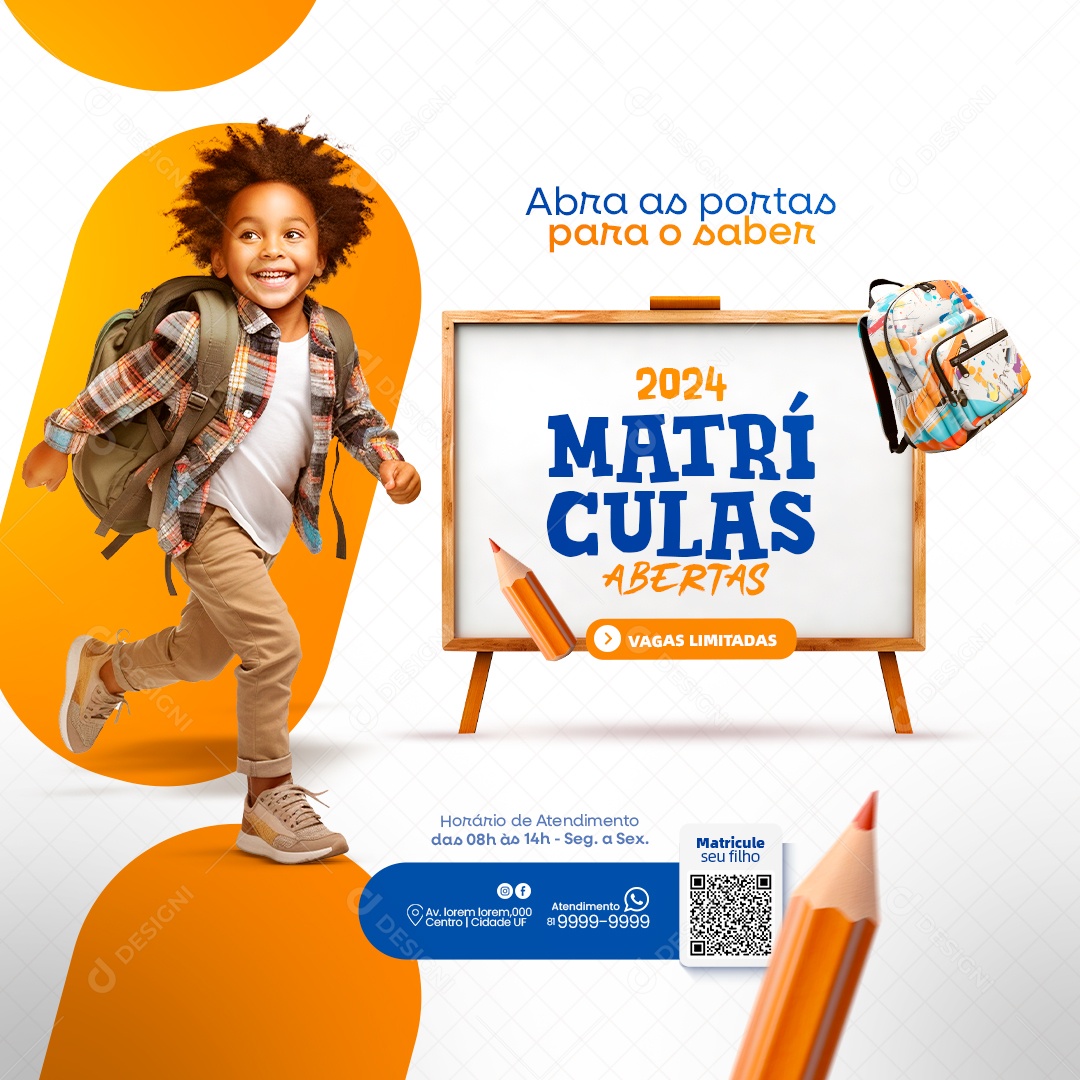 Abra as portas
para o saber
2024
MATRÍ
CULAS
ABERTAS
VAGAS LIMITADAS
Horário de Atendimento
das 08h às 14h - Seg. a Sex.
Matricule
seu filho
Av. lorem lorem,000
Centro | Cidade UF
Atendimento
81 9999-9999
DESIGNI